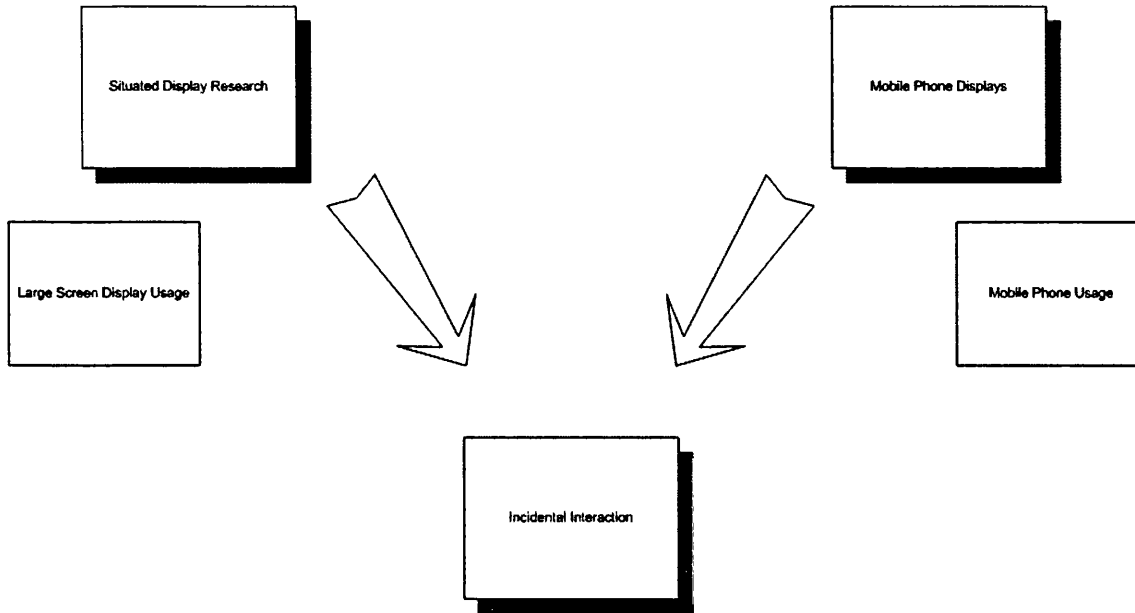 Situated Display Research
Mobile Phone Displays
Large Screen Display Usage
Mobile Phone Usage
Incidental Interaction